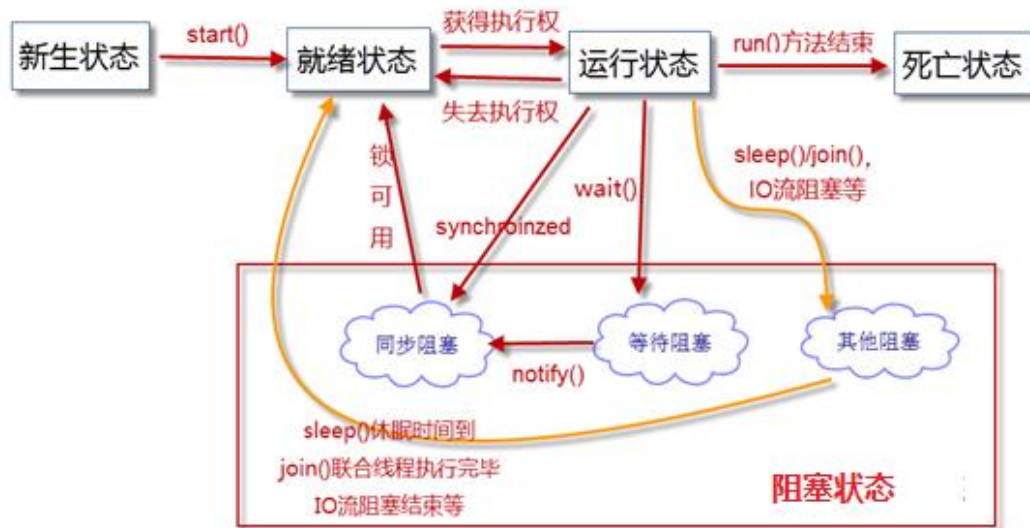 新生状态
start()
就绪状态
获得执行权
失去执行权
运行状态
run()方法结束
死亡状态
锁
可
用
synchroinzed
wait()
sleep()/join(),
IO流阻塞等
同步阻塞
notify()
等待阻塞
其他阻塞
sleep()休眠时间到
join()联合线程执行完毕
IO流阻塞结束等
阻塞状态